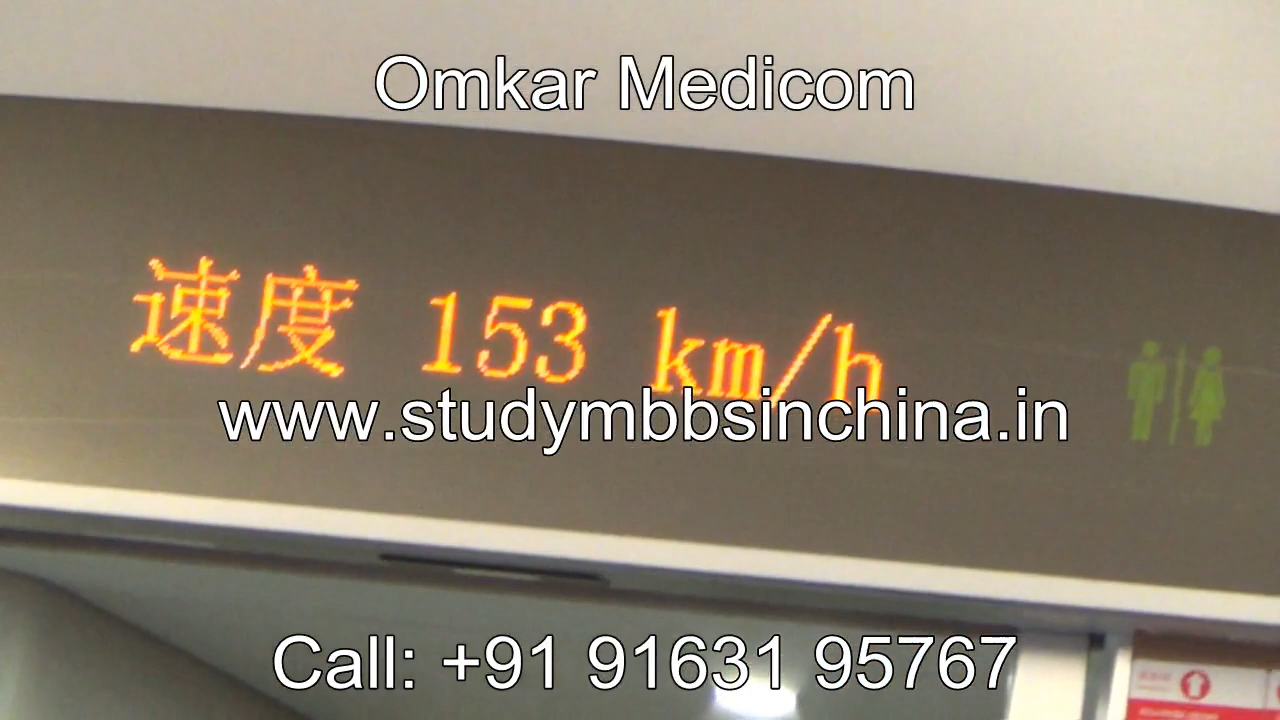 Omkar Medicom
速度 153 km/h
www.studymbbsinchina.in
Call: +91 91631 95767